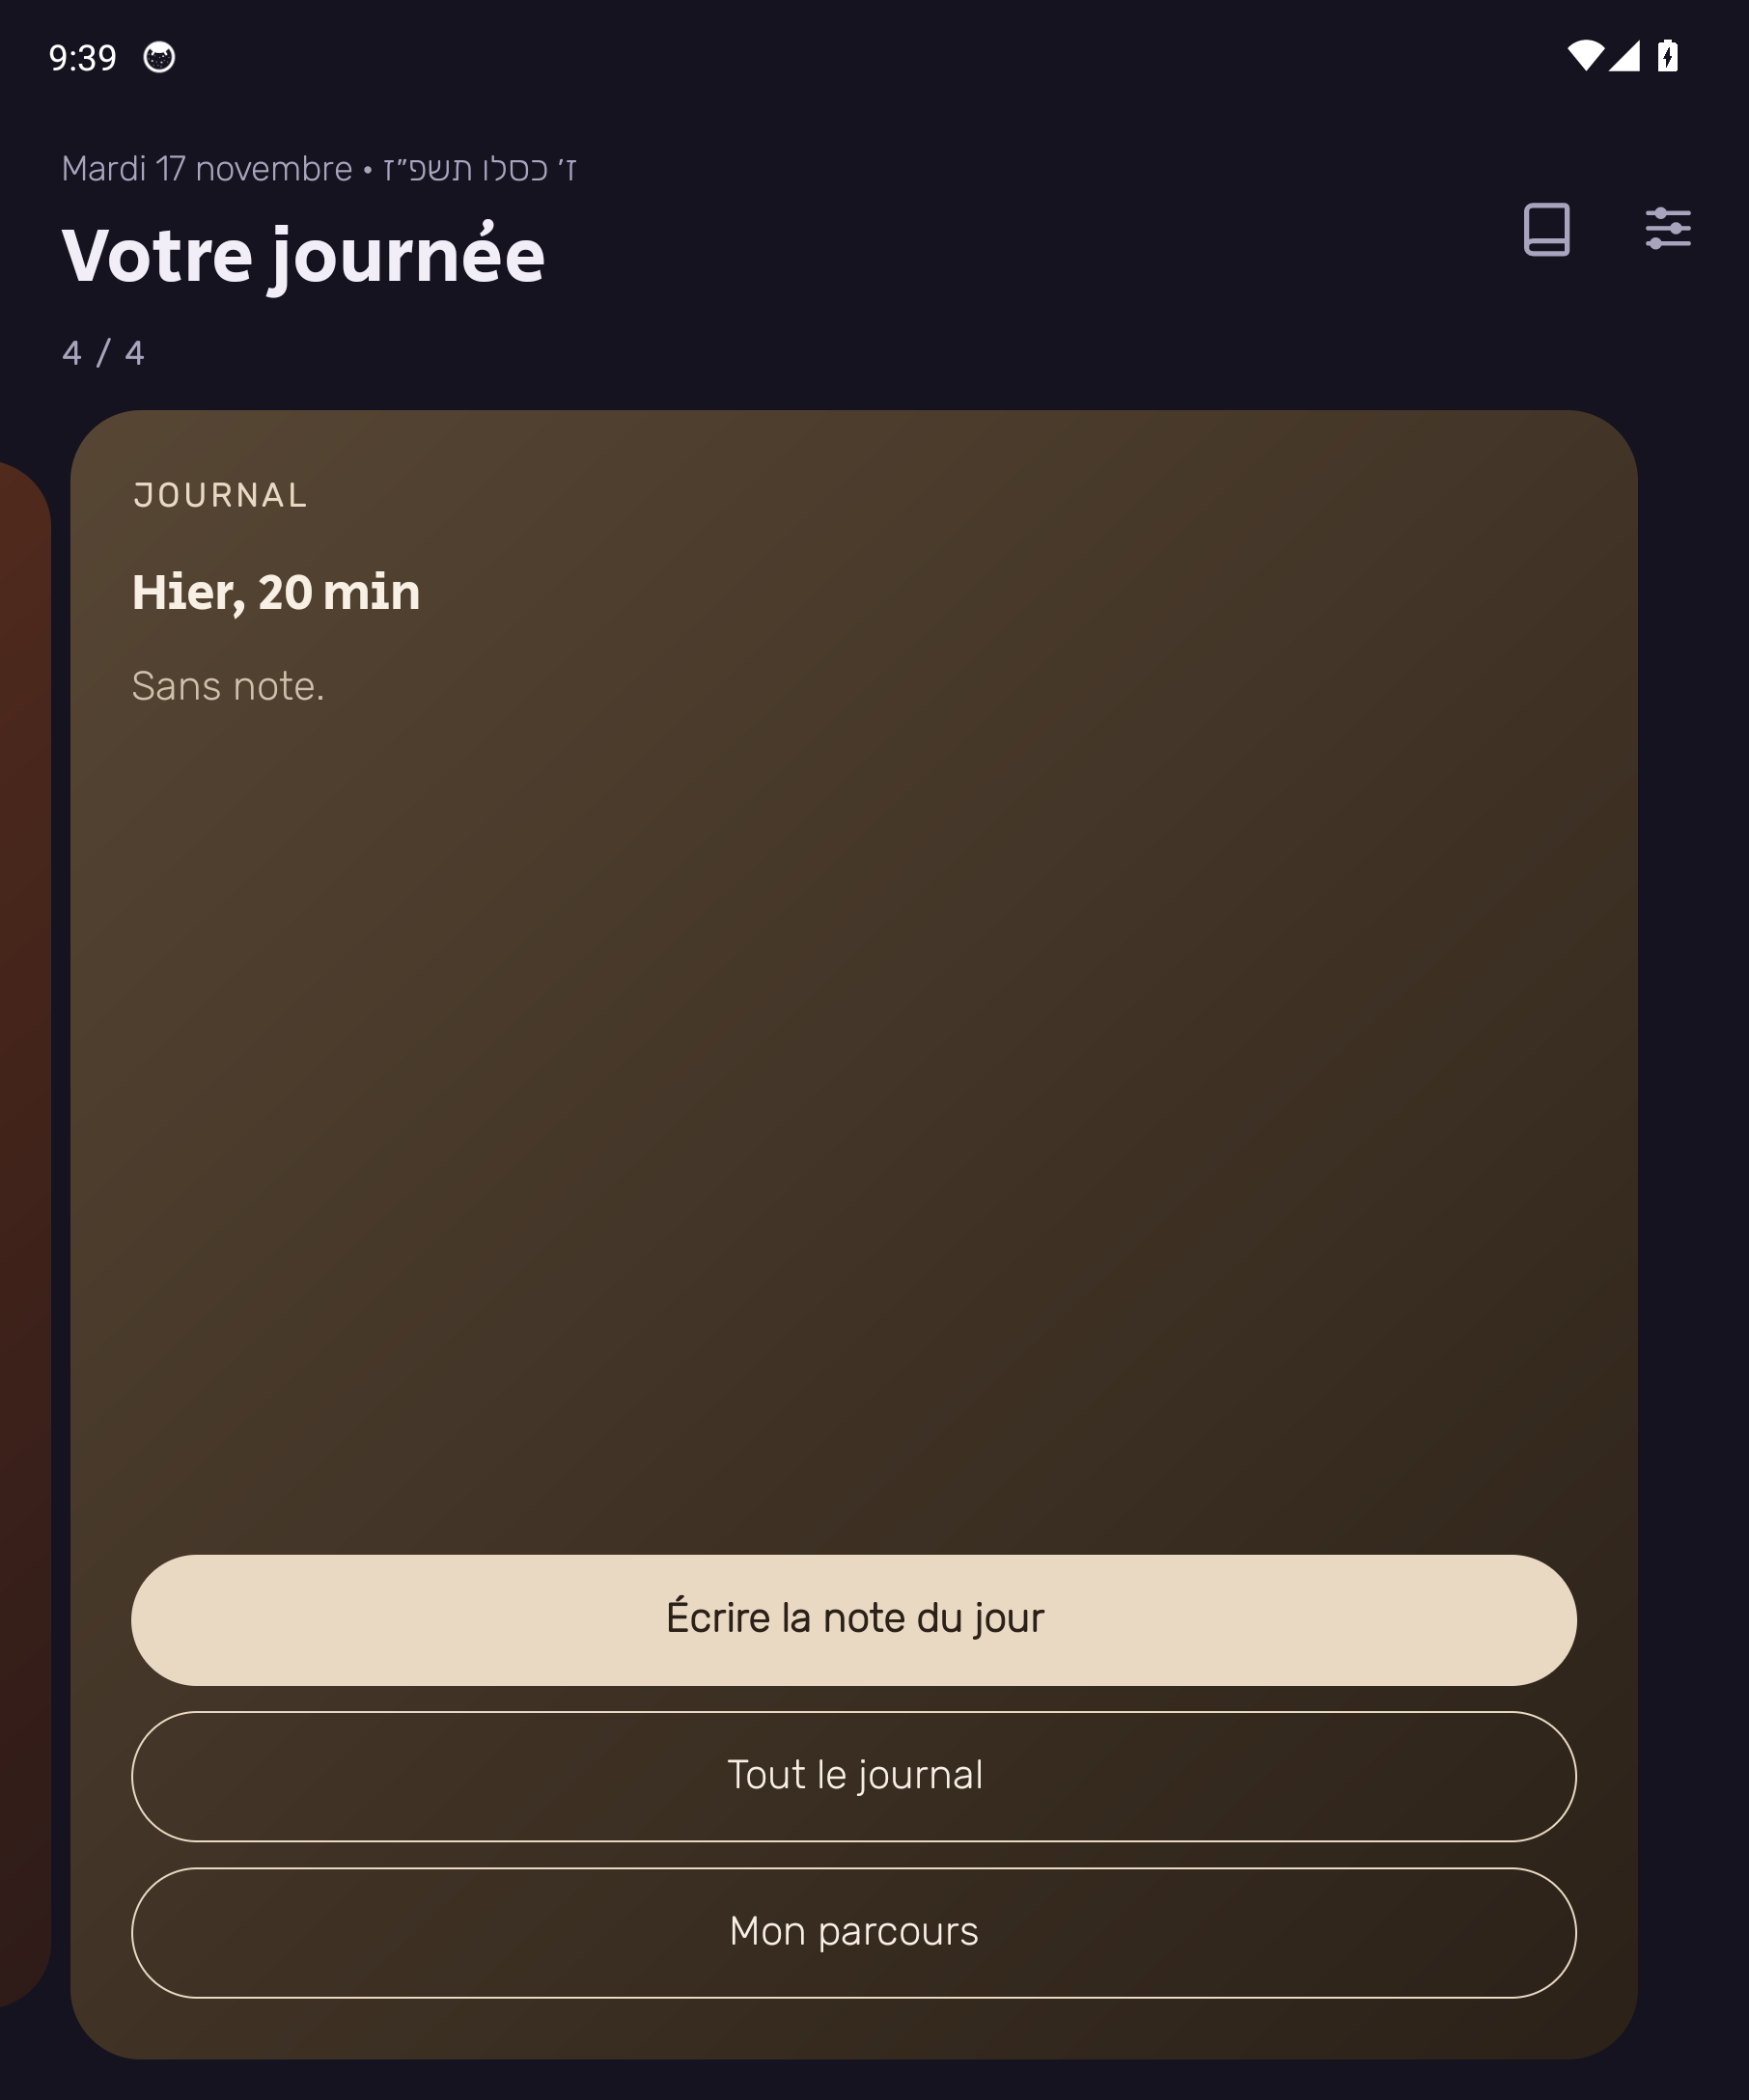 9:39
Mardi 17 novembre • ז׳ כסלו תשפ״ז
Votre journée
4 / 4
JOURNAL
Hier, 20 min
Sans note.
Écrire la note du jour
Tout le journal
Mon parcours